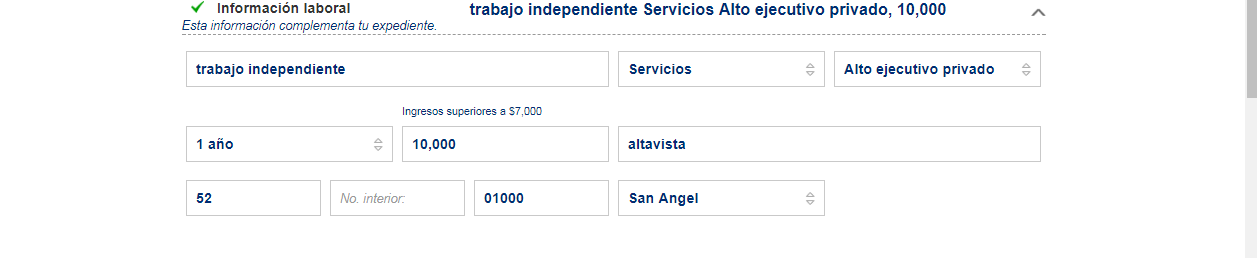 Información laboral
trabajo independiente Servicios Alto ejecutivo privado, 10,000
Esta información complementa tu expediente.
trabajo independiente
Servicios
Alto ejecutivo privado
Ingresos superiores a $7,000
1 año
10,000
altavista
52
No. interior:
01000
San Angel